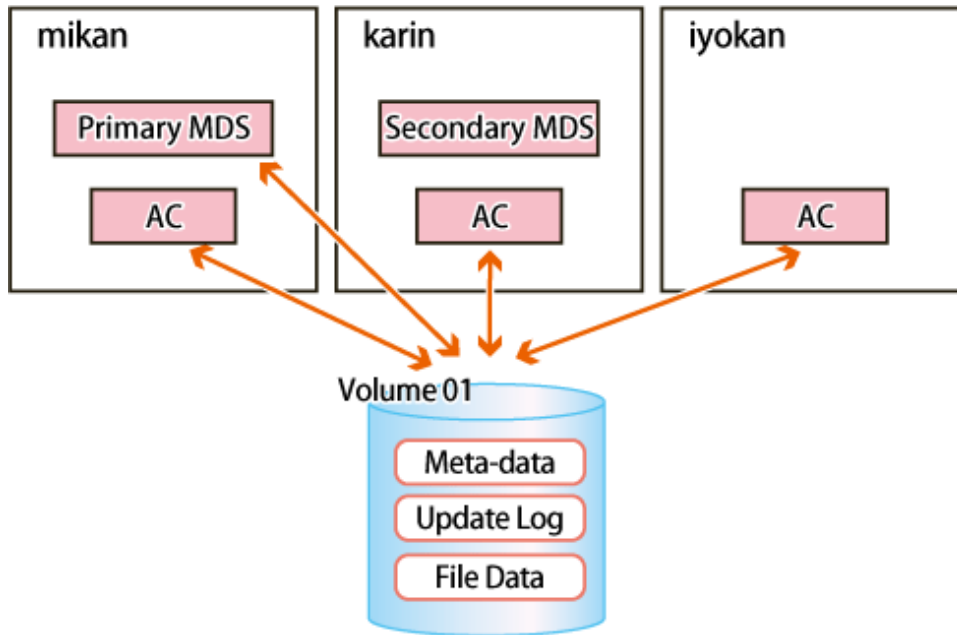 mikan
karin
iyokan
Primary MDS
Secondary MDS
AC
AC
AC
Volume 01
Meta-data
Update Log
File Data